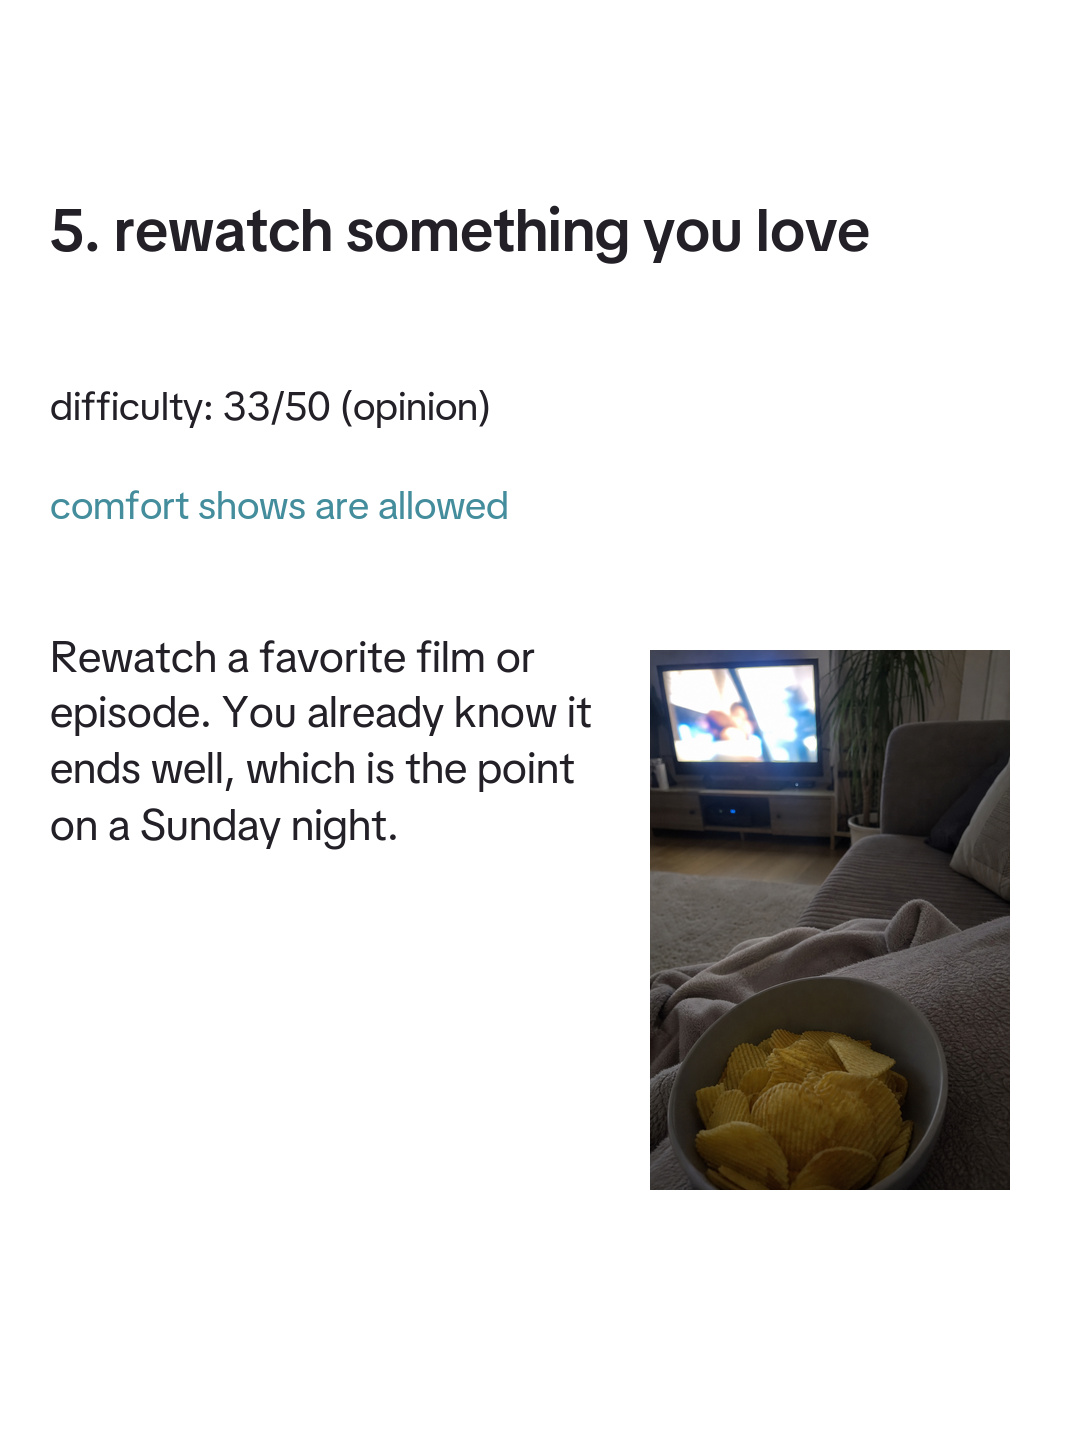 5. rewatch something you love
difficulty: 33/50 (opinion)
comfort shows are allowed
Rewatch a favorite film or
episode. You already know it
ends well, which is the point
on a Sunday night.